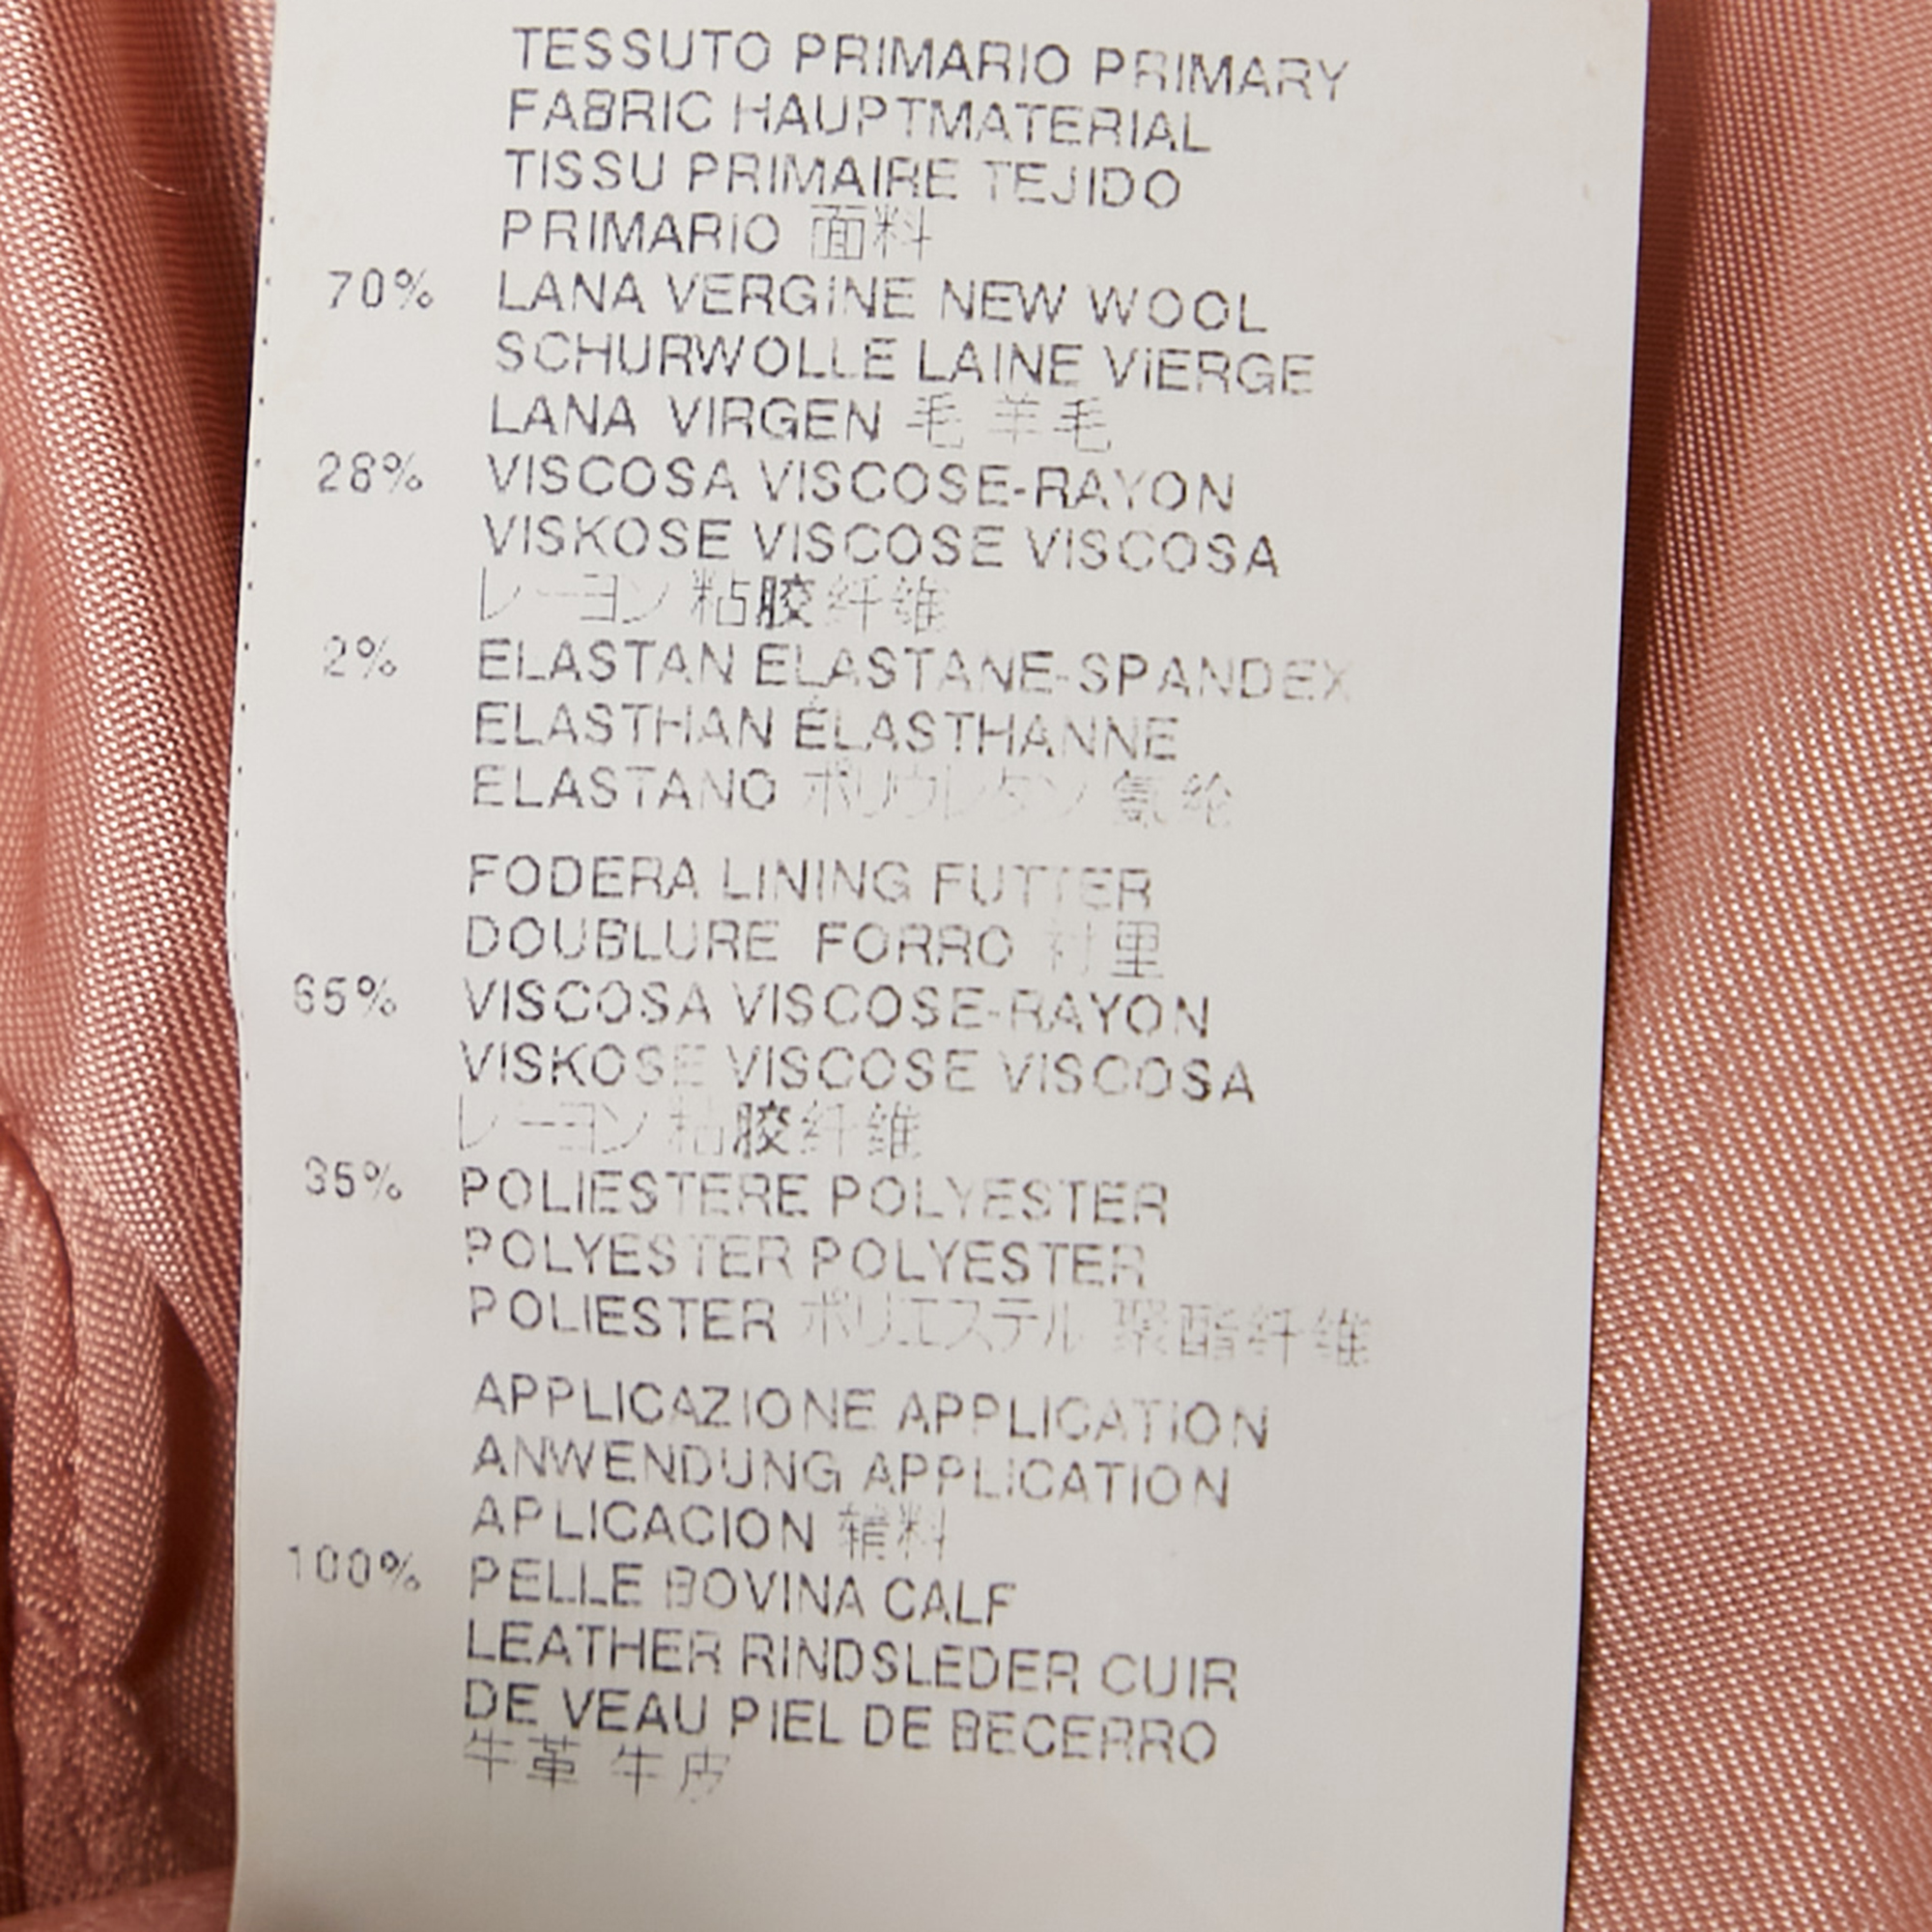 TESSUTO PRIMARIO PRIMARY
FABRIC HAUPTMATERIAL
TISSU PRIMAIRE TEJIDO
PRIMARIO 面料
70% LANA VERGINE NEW WOOL
SCHURWOLLE LAINE VIERGE
LANA VIRGEN 毛 羊毛
28% VISCOSA VISCOSE-RAYON
VISKOSE VISCOSE VISCOSA
レーヨン 粘胶纤维
2% ELASTAN ELASTANE-SPANDEX
ELASTHAN ÉLASTHANNE
ELASTANO ポリウレタン 氨纶
FODERA LINING FUTTER
DOUBLURE FORRO 衬里
65% VISCOSA VISCOSE-RAYON
VISKOSE VISCOSE VISCOSA
レーヨン 粘胶纤维
35% POLIESTERE POLYESTER
POLYESTER POLYESTER
POLIESTER ポリエステル 聚酯纤维
APPLICAZIONE APPLICATION
ANWENDUNG APPLICATION
APLICACION 辅料
100% PELLE BOVINA CALF
LEATHER RINDSLEDER CUIR
DE VEAU PIEL DE BECERRO
牛革 牛皮